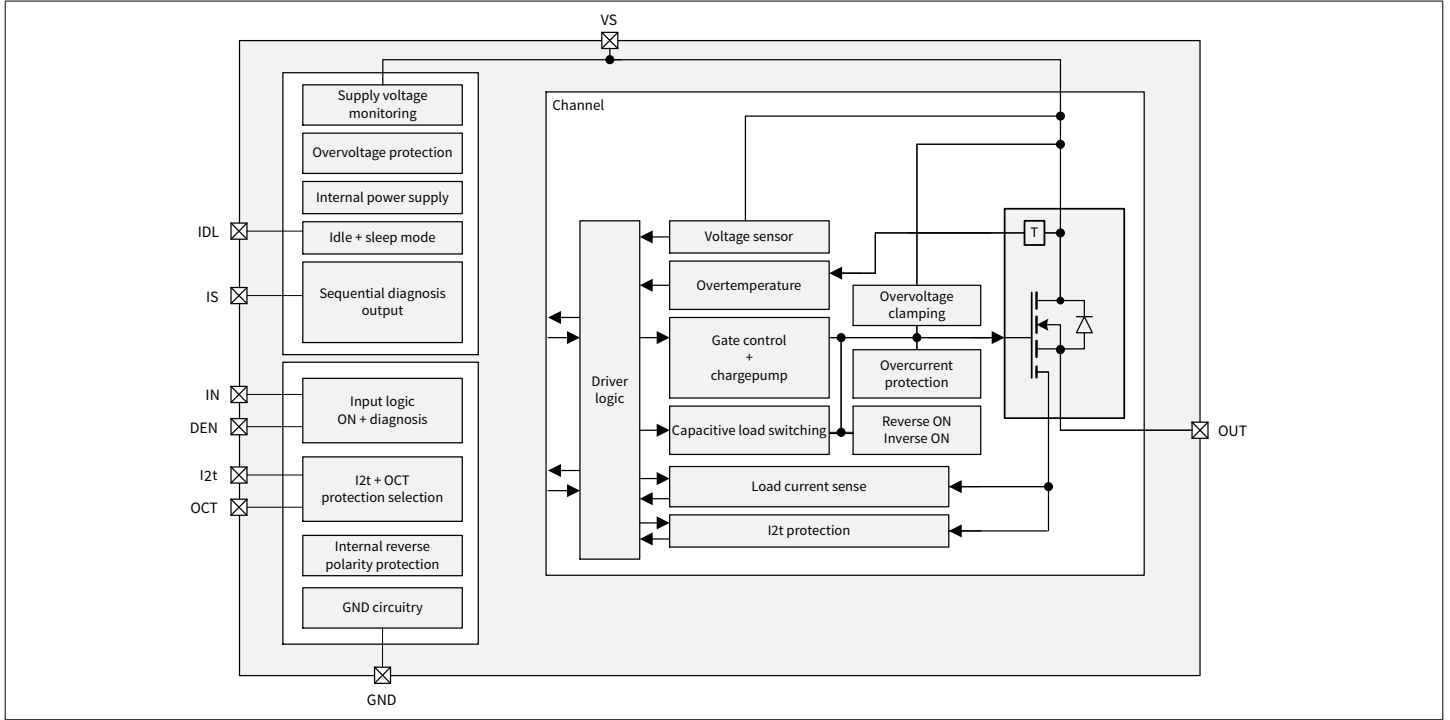 VS
Supply voltage
monitoring
Overvoltage protection
Internal power supply
IDL
Idle + sleep mode
IS
Sequential diagnosis
output
IN
DEN
Input logic
ON + diagnosis
I2t
OCT
I2t + OCT
protection selection
Internal reverse
polarity protection
GND circuitry
GND
Channel
Driver
logic
Voltage sensor
Overtemperature
Gate control
+
chargepump
Capacitive load switching
Load current sense
I2t protection
Overvoltage
clamping
Overcurrent
protection
Reverse ON
Inverse ON
T
OUT